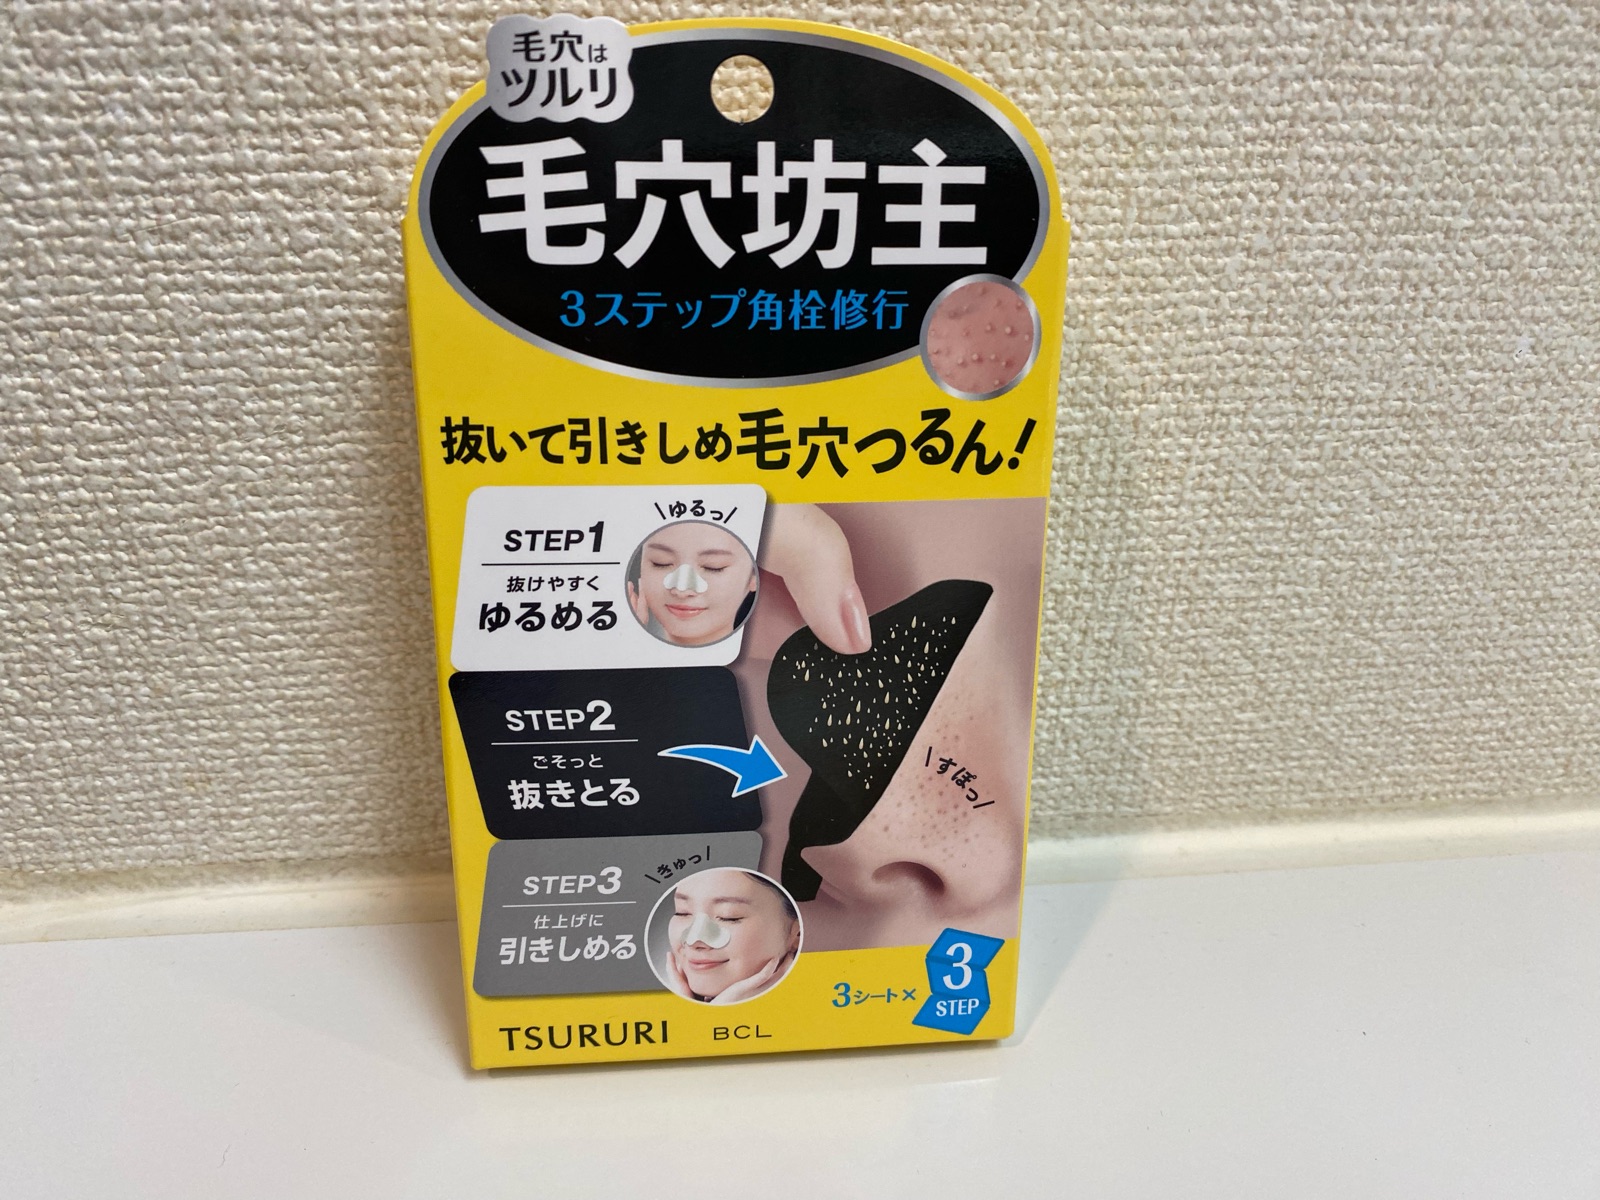 毛穴は
ツルリ
毛穴坊主
3ステップ角栓修行
抜いて引きしめ毛穴つるん!
STEP1
抜けやすく
ゆるめる
\ゆるっ/
STEP2
ごそっと
抜きとる
\すぽっ/
STEP3
仕上げに
引きしめる
\きゅっ/
3シート×
3
STEP
TSURURI
BCL